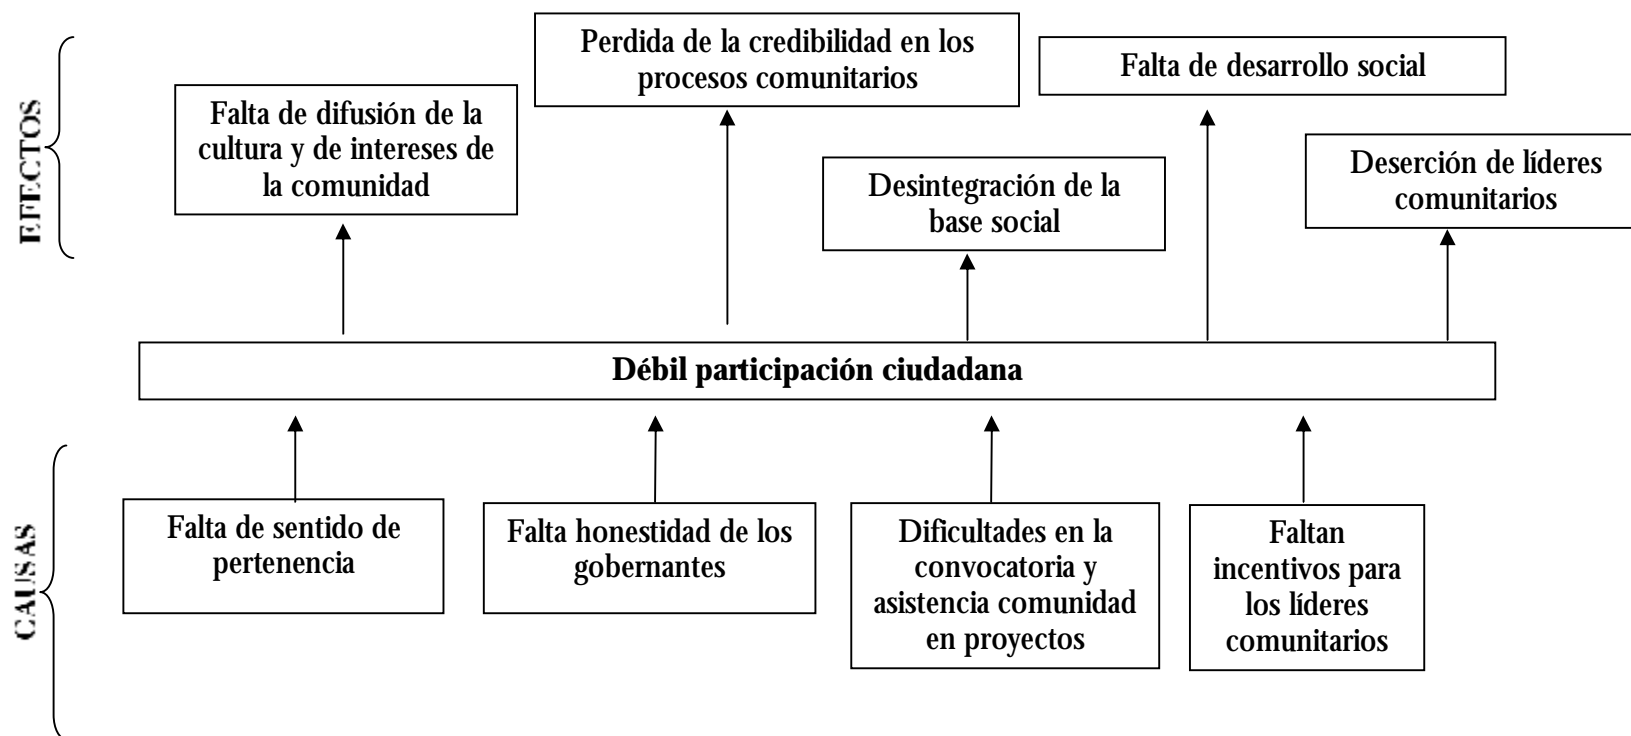 EFECTOS
Perdida de la credibilidad en los
procesos comunitarios
Falta de desarrollo social
Falta de difusión de la
cultura y de intereses de
la comunidad
Desintegración de la
base social
Deserción de líderes
comunitarios
Débil participación ciudadana
CAUSAS
Falta de sentido de
pertenencia
Falta honestidad de los
gobernantes
Dificultades en la
convocatoria y
asistencia comunidad
en proyectos
Faltan
incentivos para
los líderes
comunitarios